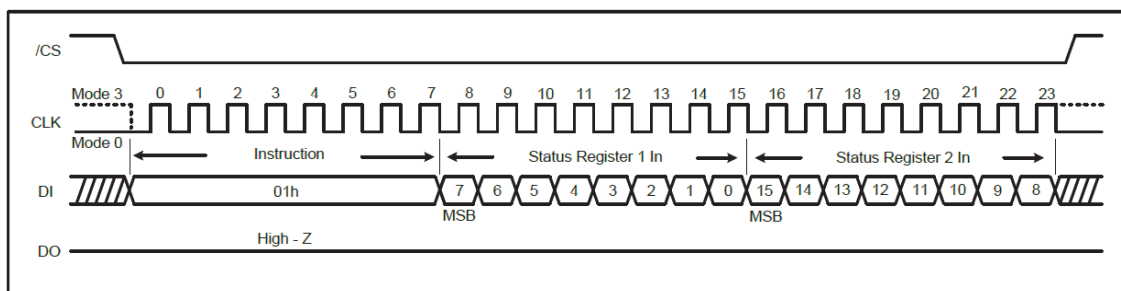 /CS
Mode 3 0 1 2 3 4 5 6 7 8 9 10 11 12 13 14 15 16 17 18 19 20 21 22 23
CLK
Mode 0
Instruction Status Register 1 In Status Register 2 In
DI 01h 7 6 5 4 3 2 1 0 15 14 13 12 11 10 9 8
MSB MSB
High - Z
DO